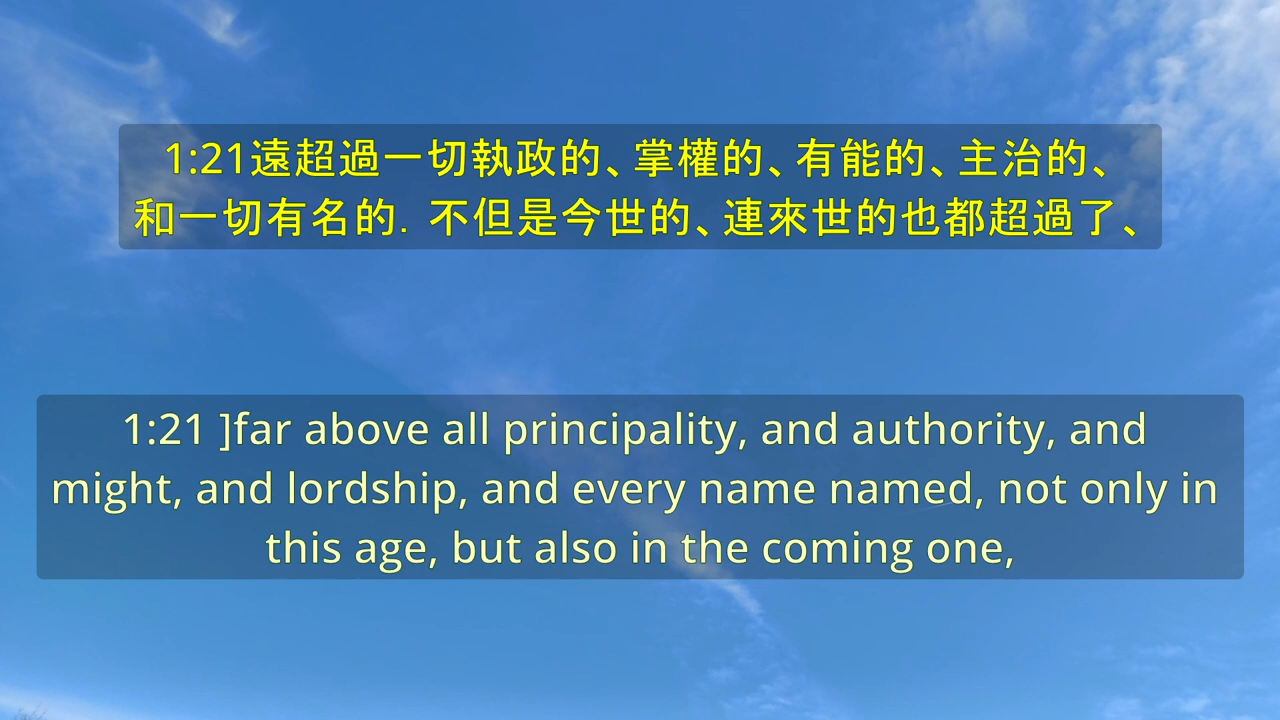 1:21遠超過一切執政的、掌權的、有能的、主治的、
和一切有名的．不但是今世的、連來世的也都超過了、
1:21 ]far above all principality, and authority, and
might, and lordship, and every name named, not only in
this age, but also in the coming one,